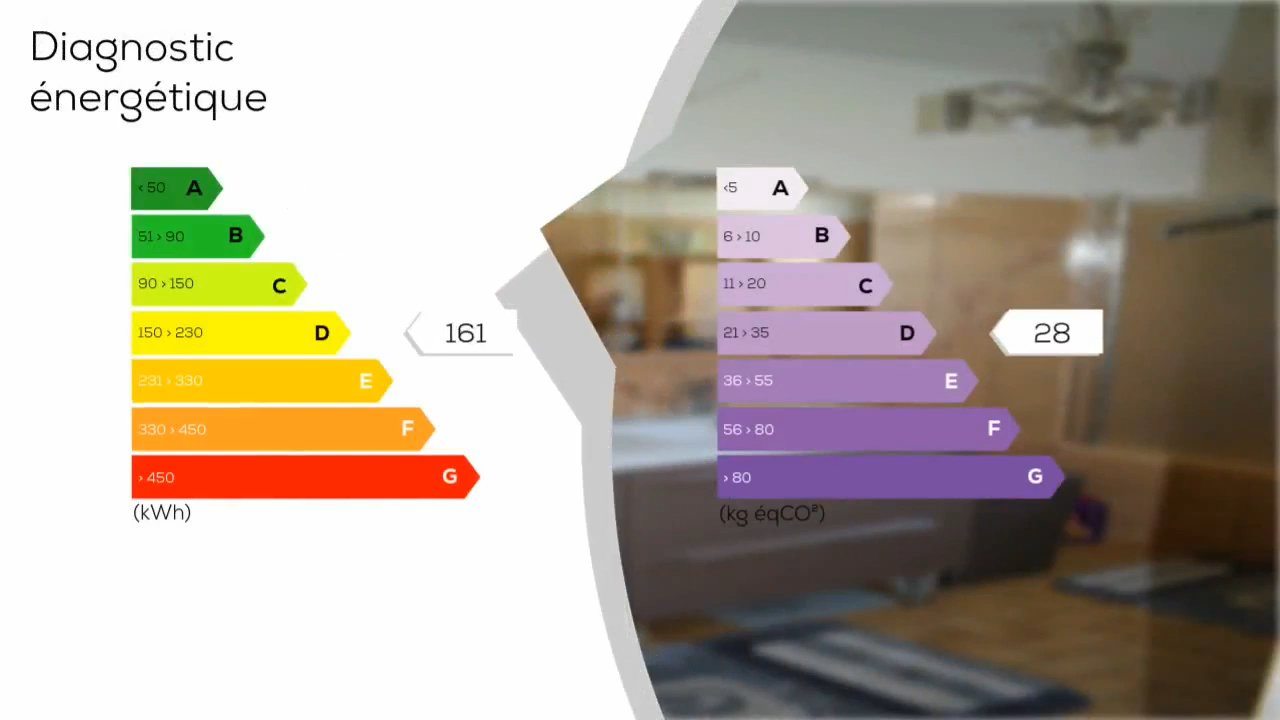 Diagnostic
énergétique
< 50 A
51 > 90 B
90 > 150 C
150 > 230 D
161
231 > 330 E
330 > 450 F
> 450 G
(kWh)
<5 A
6 > 10 B
11 > 20 C
21 > 35 D
28
36 > 55 E
56 > 80 F
> 80 G
(kg éqCO²)